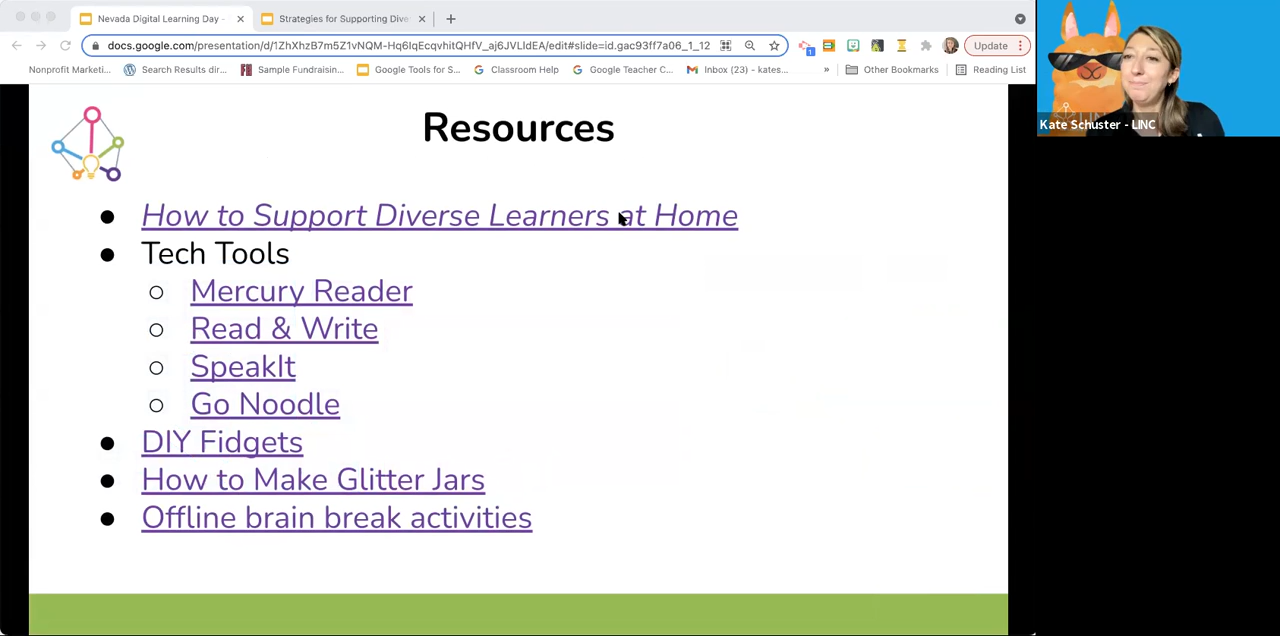 Nevada Digital Learning Day -
Strategies for Supporting Dive
docs.google.com/presentation/d/1ZhXhzB7m5Z1vNQM-Hq6IqEcqvhitQHfV_aj6JVLIdEA/edit#slide=id.gac93ff7a06_1_12
1
Update
Nonprofit Marketi...
Search Results dir...
Sample Fundraisin...
Google Tools for S...
Classroom Help
Google Teacher C...
Inbox (23) - kates...
»
Other Bookmarks
Reading List
Kate Schuster - LINC
Resources
How to Support Diverse Learners at Home
Tech Tools
Mercury Reader
Read & Write
SpeakIt
Go Noodle
DIY Fidgets
How to Make Glitter Jars
Offline brain break activities